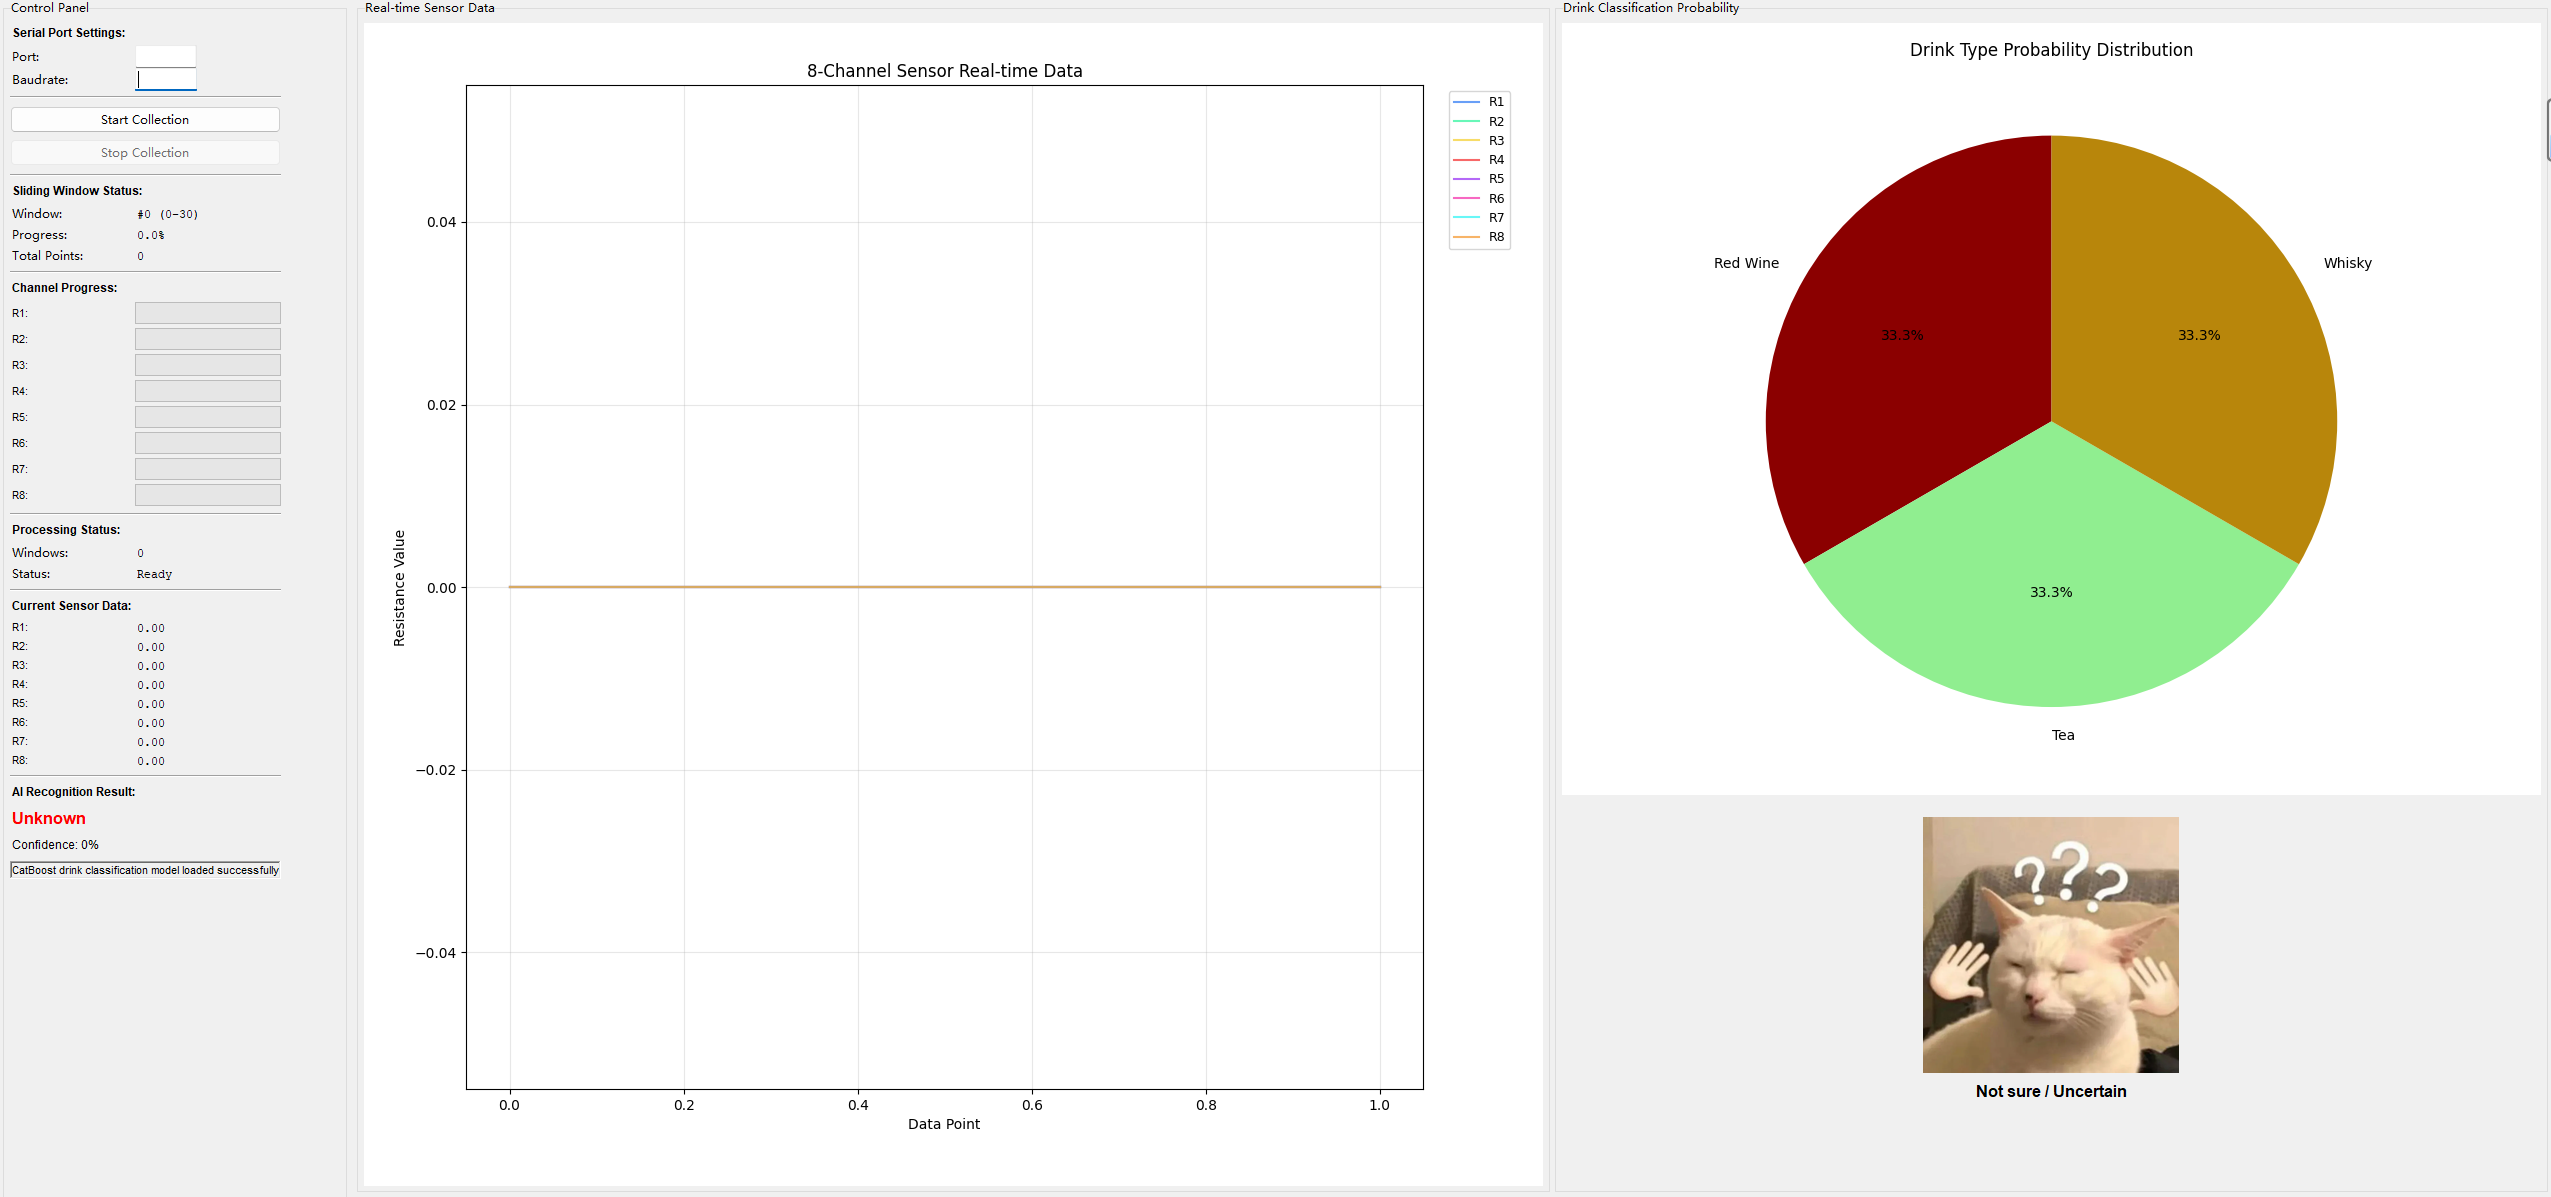 Control Panel
Serial Port Settings:
Port:
Baudrate:
Start Collection
Stop Collection
Sliding Window Status:
Window: #0 (0-30)
Progress: 0.0%
Total Points: 0
Channel Progress:
R1:
R2:
R3:
R4:
R5:
R6:
R7:
R8:
Processing Status:
Windows: 0
Status: Ready
Current Sensor Data:
R1: 0.00
R2: 0.00
R3: 0.00
R4: 0.00
R5: 0.00
R6: 0.00
R7: 0.00
R8: 0.00
AI Recognition Result:
Unknown
Confidence: 0%
CatBoost drink classification model loaded successfully
Real-time Sensor Data
8-Channel Sensor Real-time Data
R1
R2
R3
R4
R5
R6
R7
R8
Resistance Value
0.04
0.02
0.00
−0.02
−0.04
0.0 0.2 0.4 0.6 0.8 1.0
Data Point
Drink Classification Probability
Drink Type Probability Distribution
Red Wine
Whisky
33.3%
33.3%
33.3%
Tea
???
Not sure / Uncertain